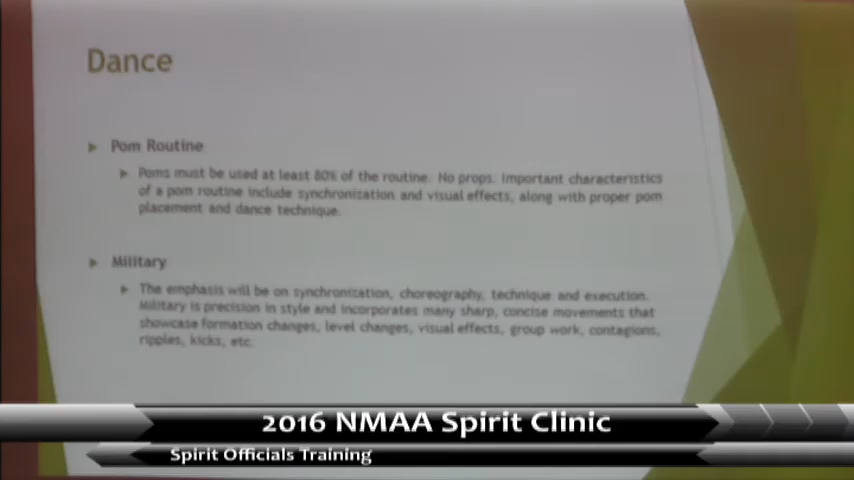 Dance
Pom Routine
Poms must be used at least 80% of the routine. No props. Important characteristics
of a pom routine include synchronization and visual effects, along with proper pom
placement and dance technique.
Military
The emphasis will be on synchronization, choreography, technique and execution.
Military is precision in style and incorporates many sharp, concise movements that
showcase formation changes, level changes, visual effects, group work, contagions,
ripples, kicks, etc.
2016 NMAA Spirit Clinic
Spirit Officials Training